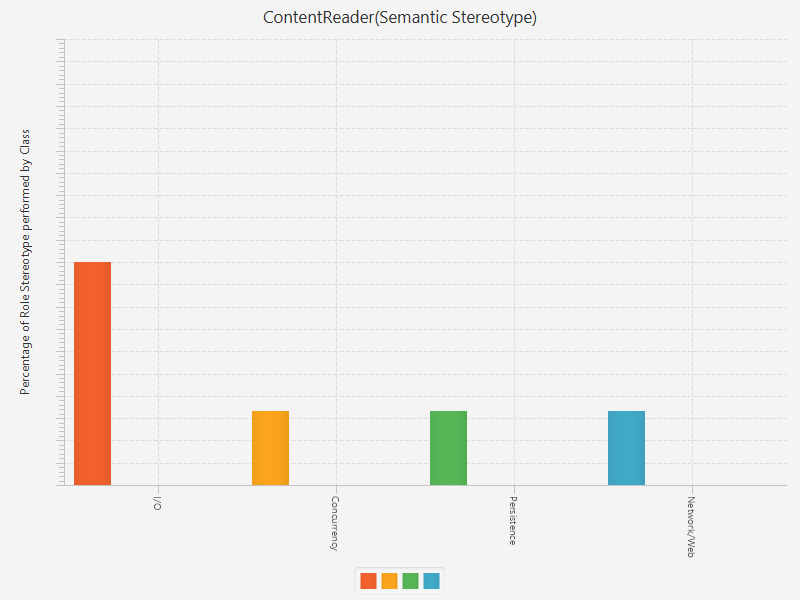 ContentReader(Semantic Stereotype)
Percentage of Role Stereotype performed by Class
I/O
Concurrency
Persistence
Network/Web